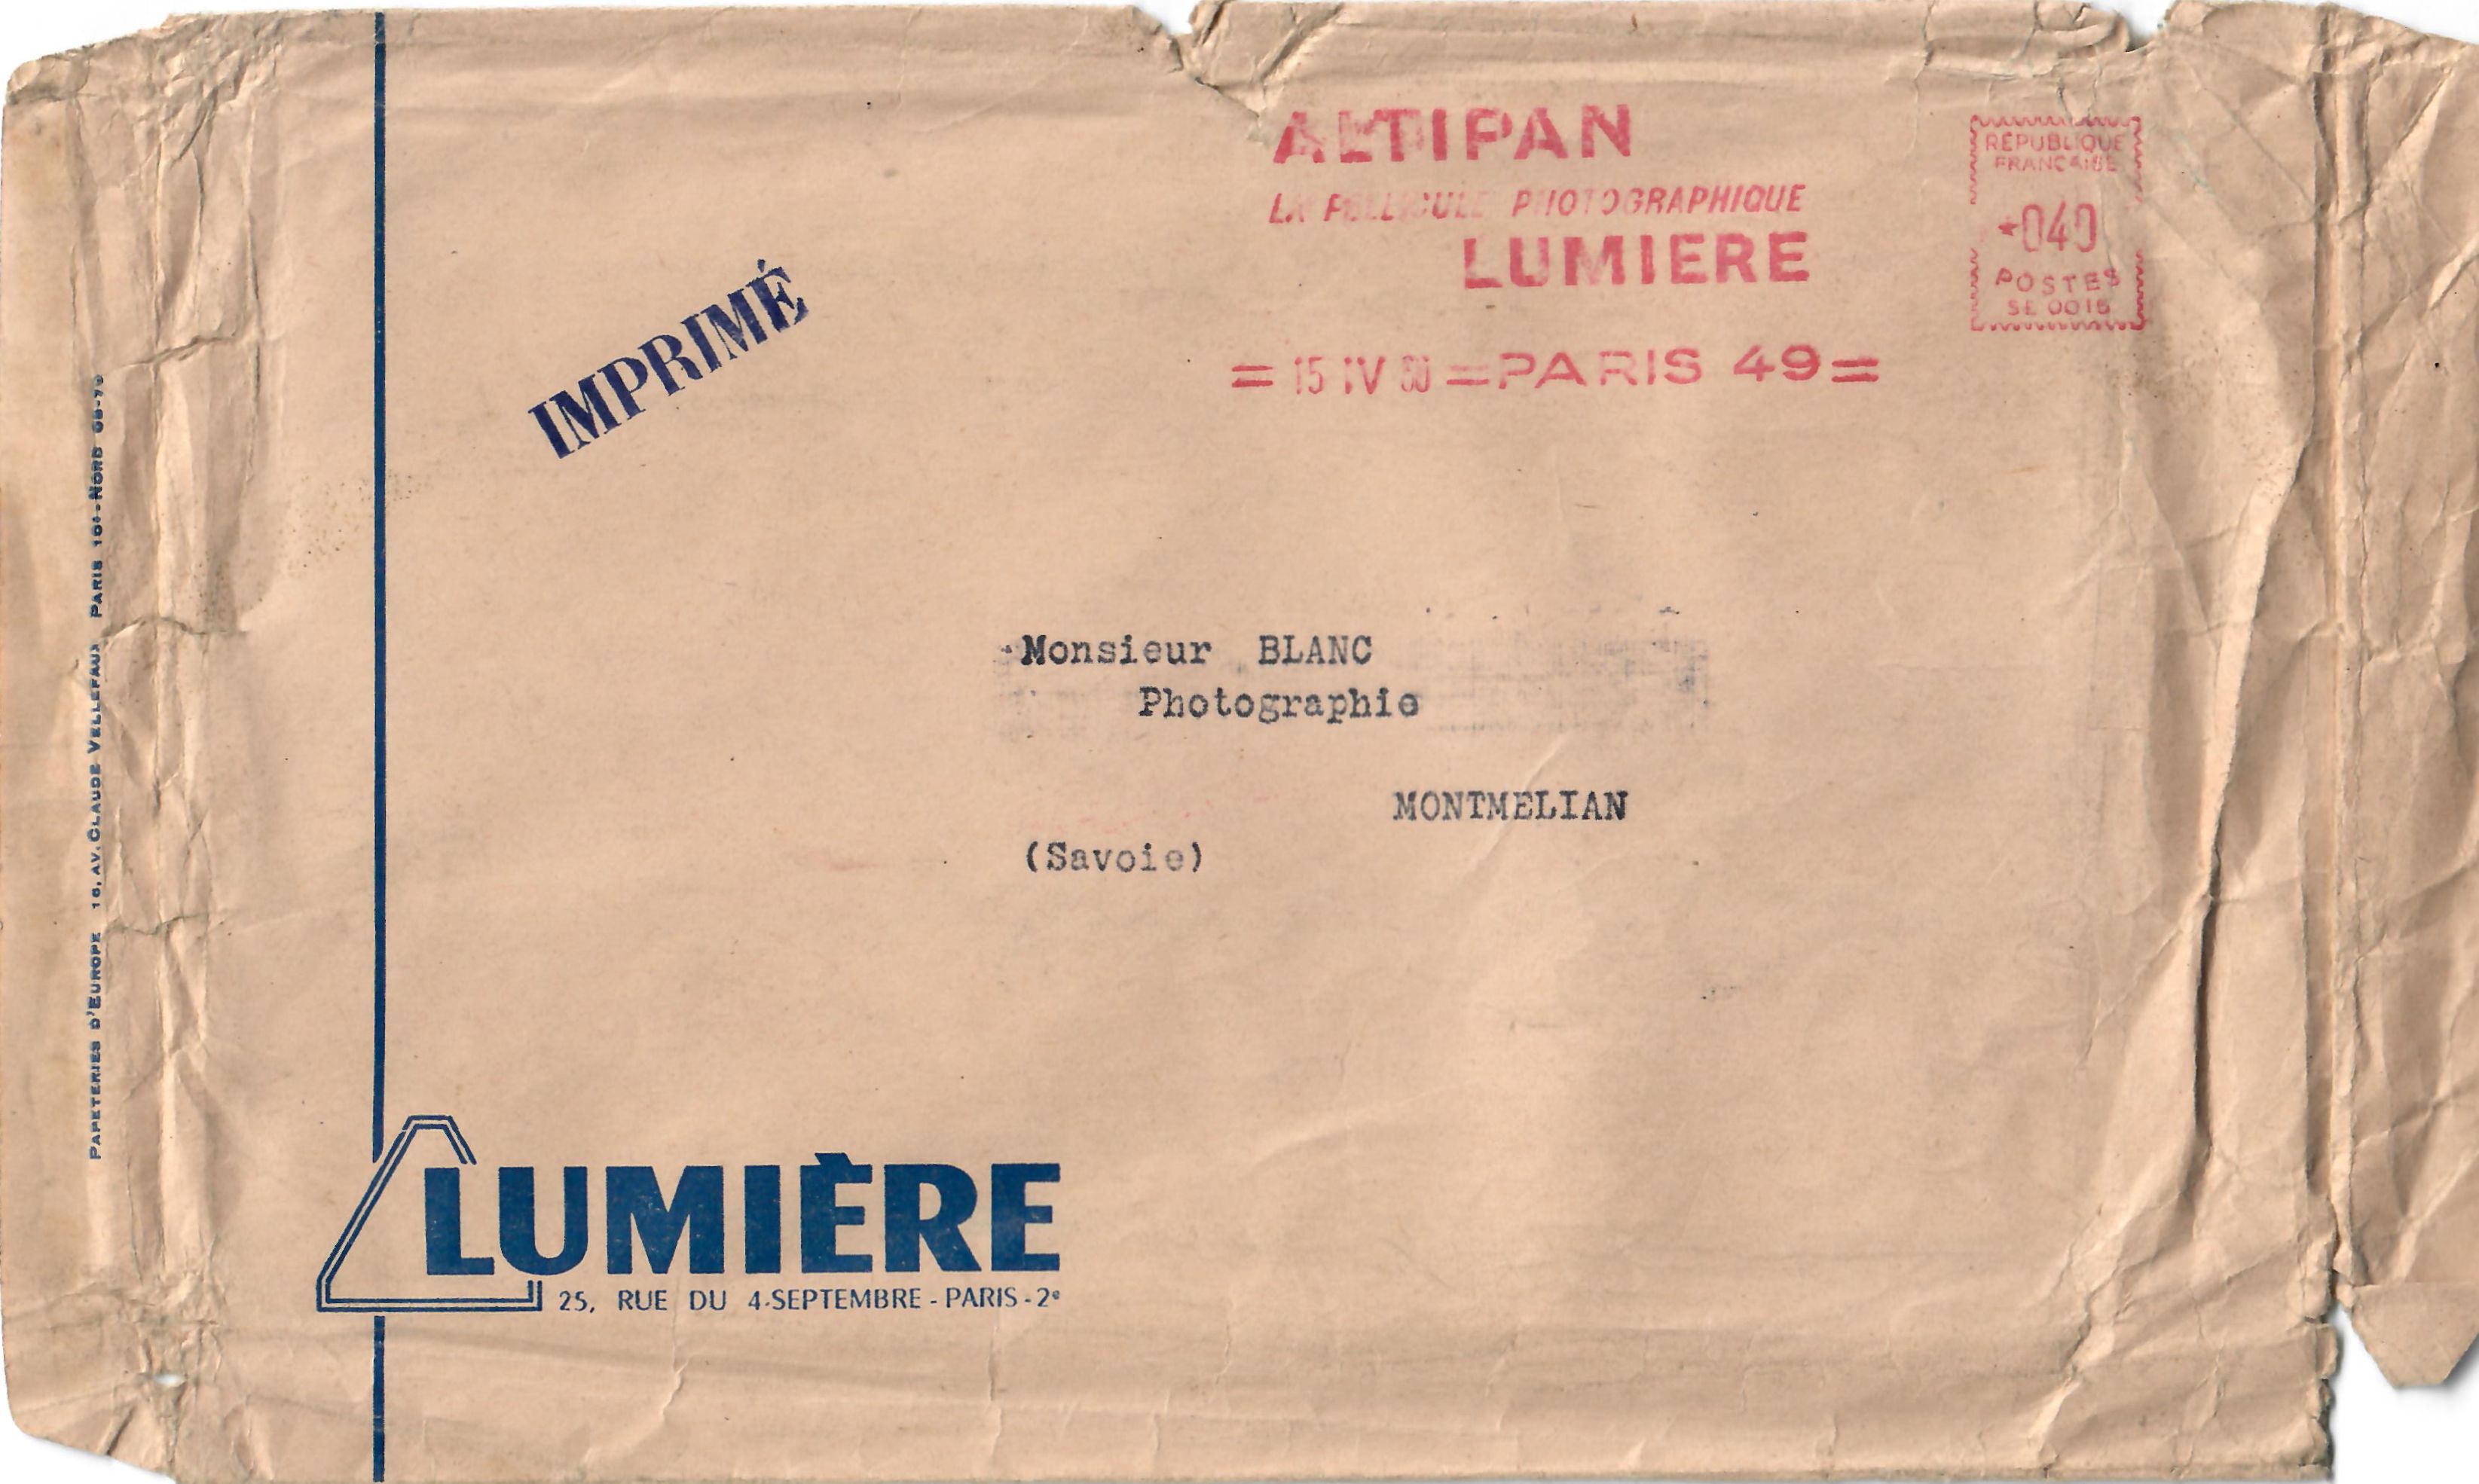 ALTIPAN
LA PELLICULE PHOTOGRAPHIQUE
LUMIERE
= 15 IV 60 = PARIS 49 =
RÉPUBLIQUE
FRANCAISE
*040
POSTES
SE 0015
IMPRIMÉ
Monsieur BLANC
Photographie
MONTMELIAN
(Savoie)
LUMIÈRE
25, RUE DU 4-SEPTEMBRE - PARIS - 2e
PAPETERIES D'EUROPE 16, AV. CLAUDE VELLEFAUX PARIS 10e - NORD